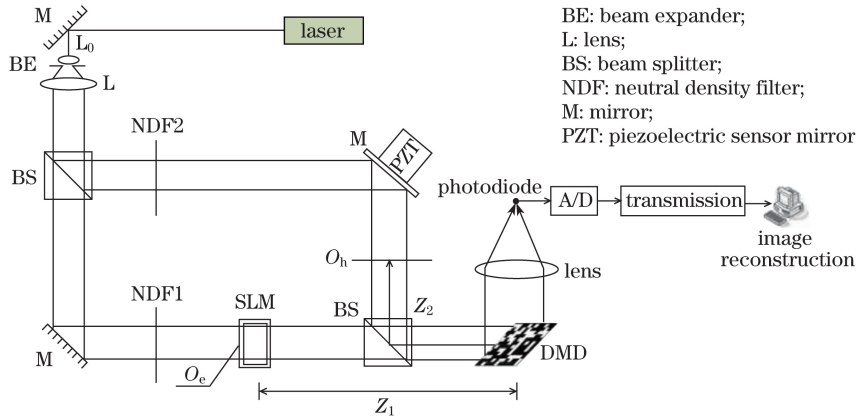 M
laser
L₀
BE
L
BE: beam expander;
L: lens;
BS: beam splitter;
NDF: neutral density filter;
M: mirror;
PZT: piezoelectric sensor mirror
NDF2
M
PZT
BS
photodiode
A/D
transmission
image
reconstruction
Oₕ
lens
NDF1
SLM
BS
Z₂
M
Oₑ
DMD
Z₁